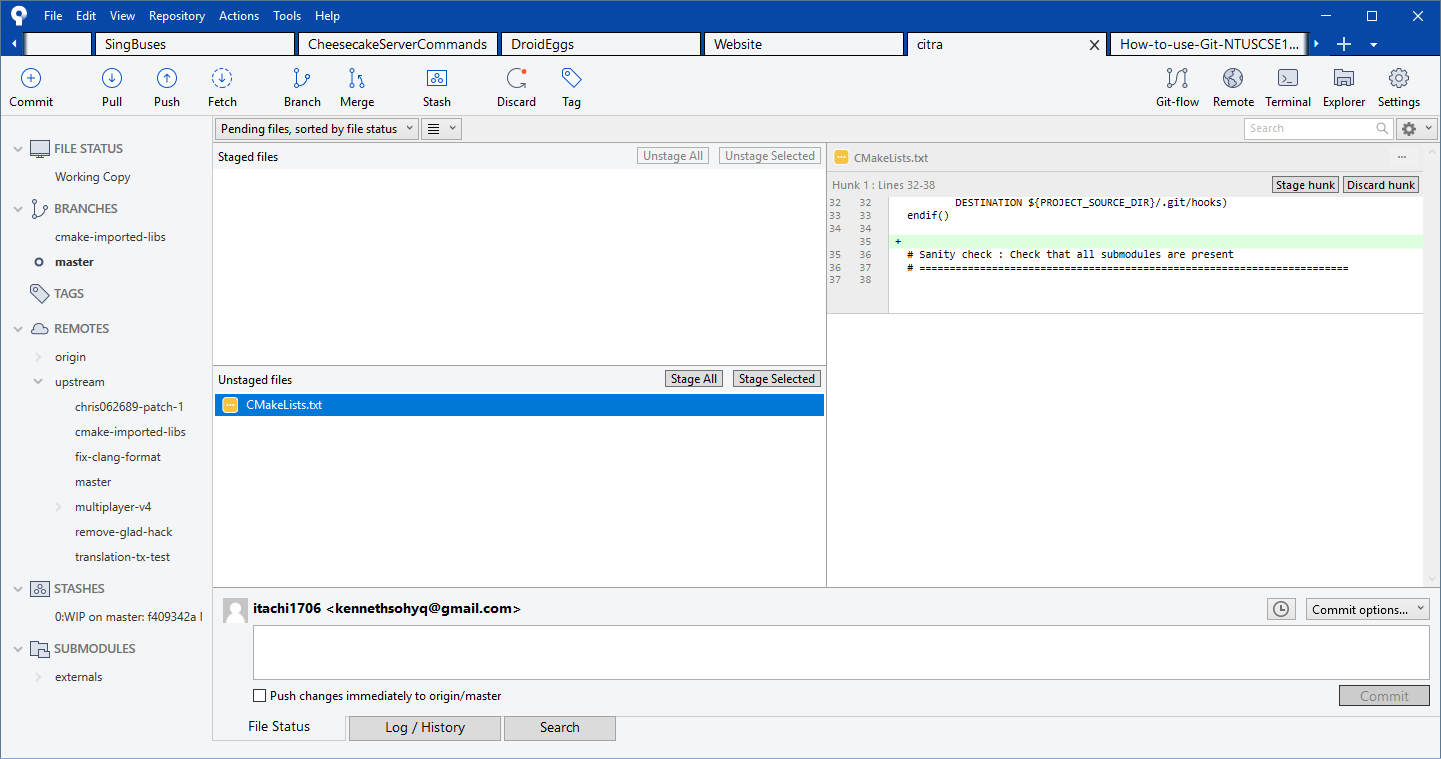 File Edit View Repository Actions Tools Help
SingBuses CheesecakeServerCommands DroidEggs Website citra How-to-use-Git-NTUSCSE1...
Commit Pull Push Fetch Branch Merge Stash Discard Tag Git-flow Remote Terminal Explorer Settings
Pending files, sorted by file status Search
FILE STATUS
Working Copy
BRANCHES
cmake-imported-libs
master
TAGS
REMOTES
origin
upstream
chris062689-patch-1
cmake-imported-libs
fix-clang-format
master
multiplayer-v4
remove-glad-hack
translation-tx-test
STASHES
0:WIP on master: f409342a
SUBMODULES
externals
Staged files Unstage All Unstage Selected
Unstaged files Stage All Stage Selected
CMakeLists.txt
CMakeLists.txt ...
Hunk 1 : Lines 32-38 Stage hunk Discard hunk
32 32 DESTINATION ${PROJECT_SOURCE_DIR}/.git/hooks)
33 33 endif()
34 34
35 +
35 36 # Sanity check : Check that all submodules are present
36 37 # =======================================================================
37 38
itachi1706 <kennethsohyq@gmail.com> Commit options...
Push changes immediately to origin/master Commit
File Status Log / History Search